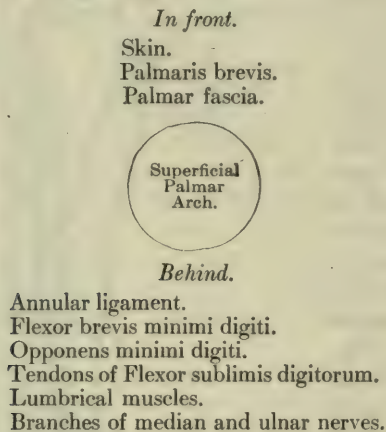 In front.
Skin.
Palmaris brevis.
Palmar fascia.
Superficial
Palmar
Arch.
Behind.
Annular ligament.
Flexor brevis minimi digiti.
Opponens minimi digiti.
Tendons of Flexor sublimis digitorum.
Lumbrical muscles.
Branches of median and ulnar nerves.